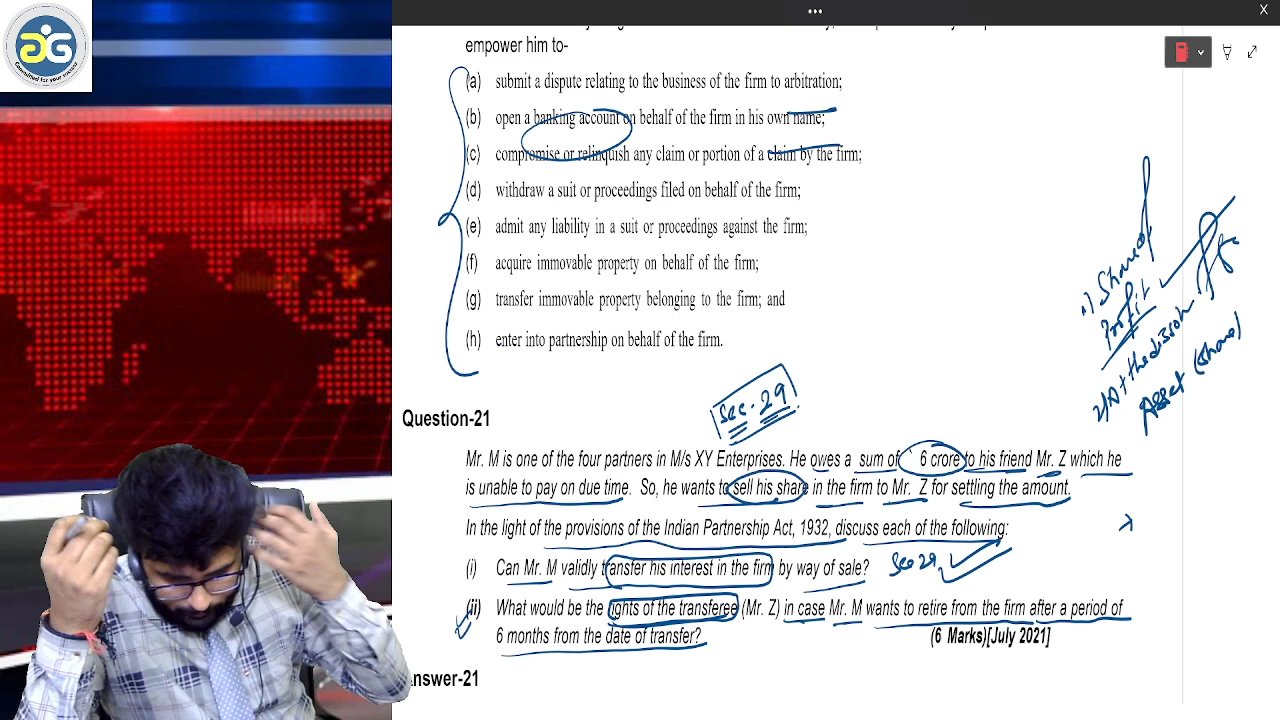 AG
Committed for your success
empower him to-
(a) submit a dispute relating to the business of the firm to arbitration;
(b) open a banking account on behalf of the firm in his own name;
(c) compromise or relinquish any claim or portion of a claim by the firm;
(d) withdraw a suit or proceedings filed on behalf of the firm;
(e) admit any liability in a suit or proceedings against the firm;
(f) acquire immovable property on behalf of the firm;
(g) transfer immovable property belonging to the firm; and
(h) enter into partnership on behalf of the firm.
1) Share of
Profit
Asset (Share)
Sec. 29
Question-21
Mr. M is one of the four partners in M/s XY Enterprises. He owes a sum of ` 6 crore to his friend Mr. Z which he
is unable to pay on due time. So, he wants to sell his share in the firm to Mr. Z for settling the amount.
In the light of the provisions of the Indian Partnership Act, 1932, discuss each of the following:
(i) Can Mr. M validly transfer his interest in the firm by way of sale? Sec 29
(ii) What would be the rights of the transferee (Mr. Z) in case Mr. M wants to retire from the firm after a period of
6 months from the date of transfer? (6 Marks)[July 2021]
nswer-21